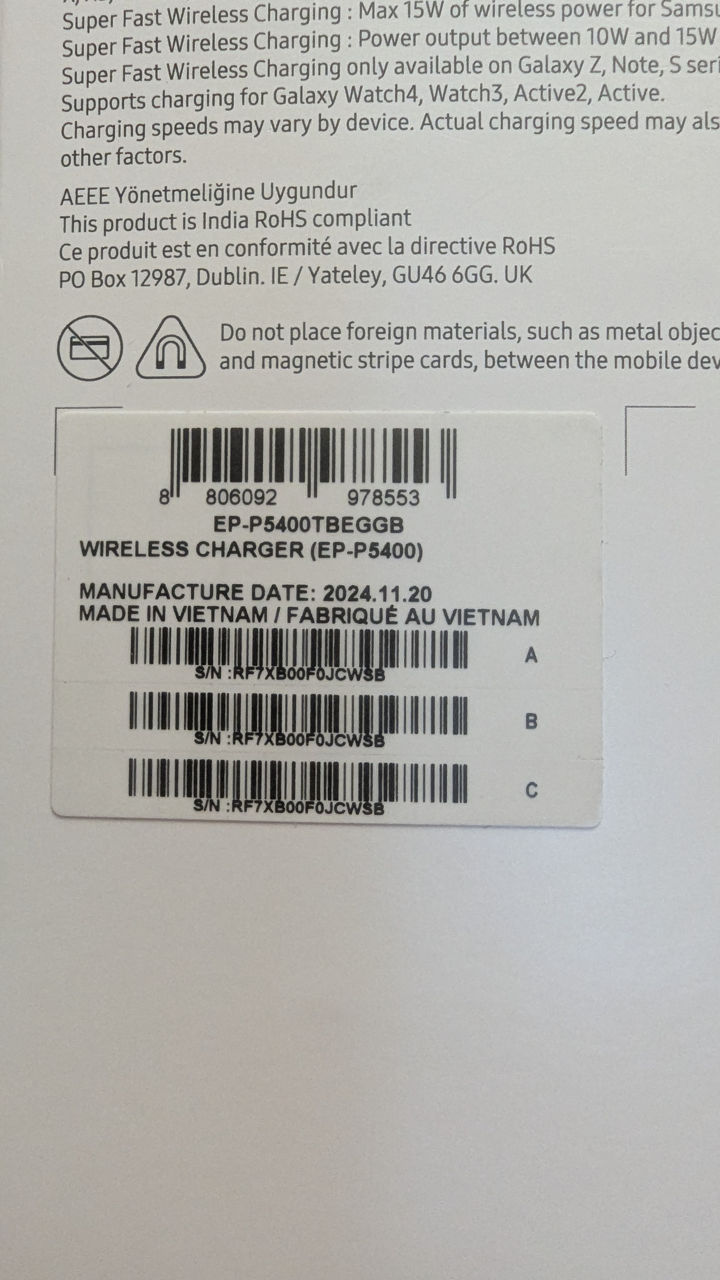 Super Fast Wireless Charging : Max 15W of wireless power for
Super Fast Wireless Charging : Power output between 10W and 15W
Super Fast Wireless Charging only available on Galaxy Z, Note, S
Supports charging for Galaxy Watch4, Watch3, Active2, Active.
Charging speeds may vary by device. Actual charging speed may
other factors.
AEEE Yönetmeliğine Uygundur
This product is India RoHS compliant
Ce produit est en conformité avec la directive RoHS
PO Box 12987, Dublin. IE / Yateley, GU46 6GG. UK
Do not place foreign materials, such as metal
and magnetic stripe cards, between the mobile
8 806092 978553
EP-P5400TBEGGB
WIRELESS CHARGER (EP-P5400)
MANUFACTURE DATE: 2024.11.20
MADE IN VIETNAM / FABRIQUÉ AU VIETNAM
A
S/N :RF7XB00F0JCWSB
B
S/N :RF7XB00F0JCWSB
C
S/N :RF7XB00F0JCWSB